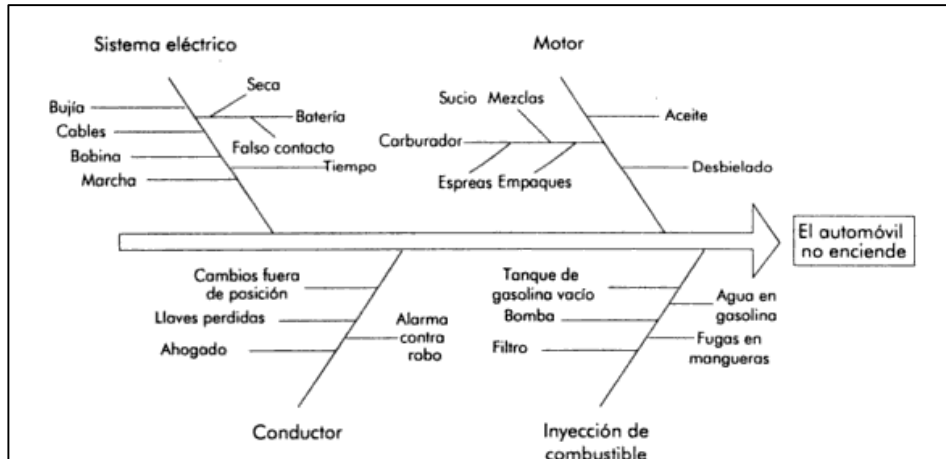 Sistema eléctrico
Motor
Seca
Bujía
Batería
Cables
Falso contacto
Bobina
Tiempo
Marcha
Sucio Mezclas
Aceite
Carburador
Espreas Empaques
Desbielado
El automóvil
no enciende
Cambios fuera
de posición
Llaves perdidas
Ahogado
Alarma
contra
robo
Conductor
Tanque de
gasolina vacío
Bomba
Filtro
Agua en
gasolina
Fugas en
mangueras
Inyección de
combustible